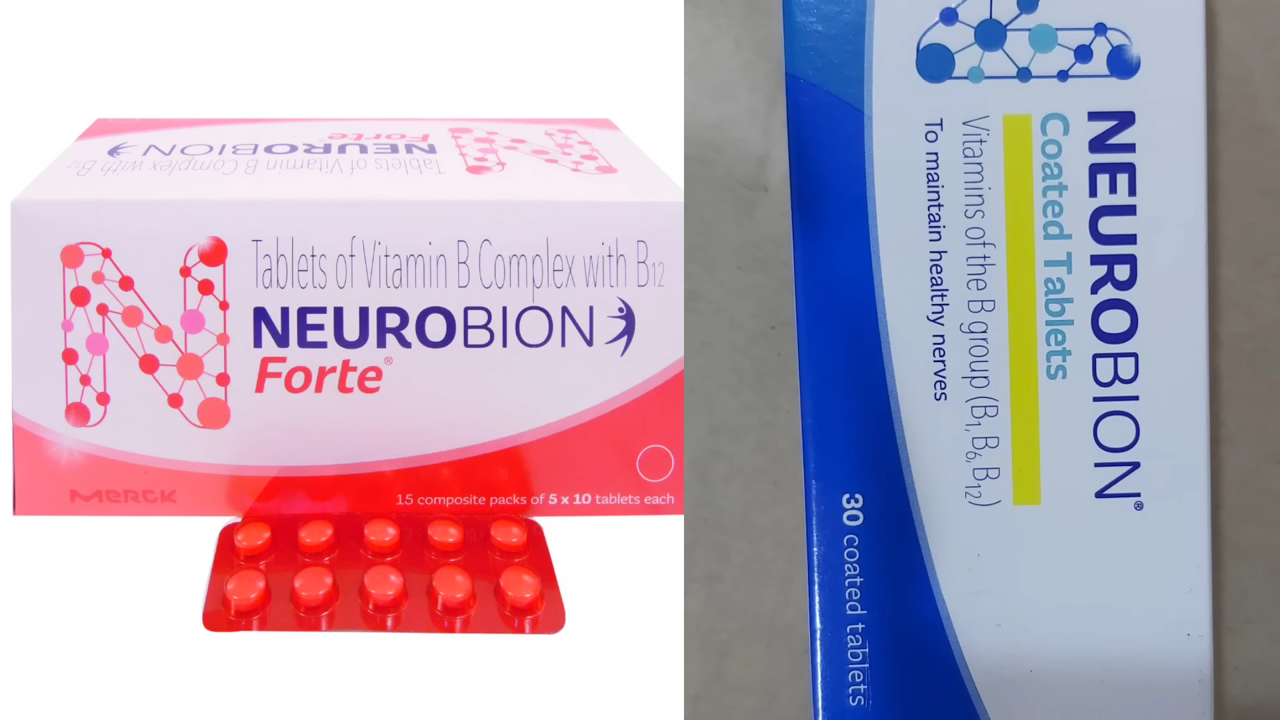 Tablets of Vitamin B Complex with B12
NEUROBION
Forte
Tablets of Vitamin B Complex with B12
NEUROBION
Forte®
MERCK
15 composite packs of 5 x 10 tablets each
NEUROBION®
Coated Tablets
Vitamins of the B group (B1, B6, B12)
To maintain healthy nerves
30 coated tablets